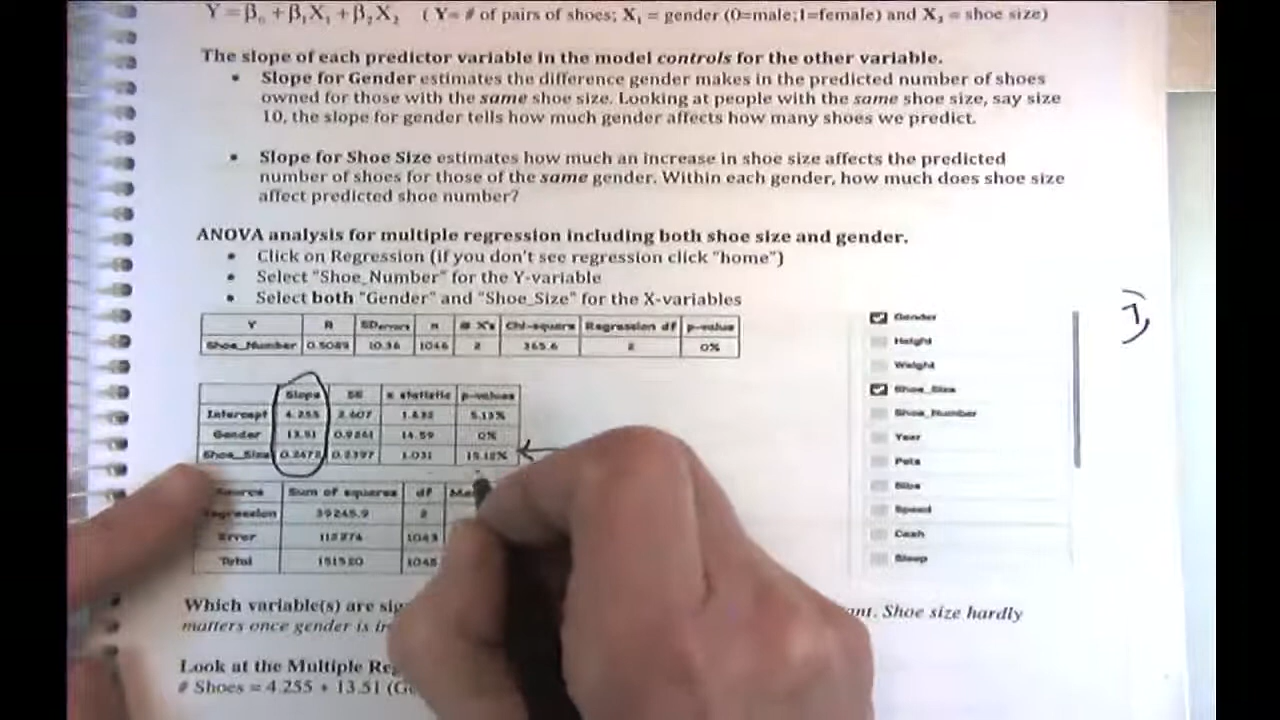 Y = β₀ + β₁X₁ + β₂X₂ ( Y= # of pairs of shoes; X₁ = gender (0=male;1=female) and X₂ = shoe size)
The slope of each predictor variable in the model controls for the other variable.
• Slope for Gender estimates the difference gender makes in the predicted number of shoes
owned for those with the same shoe size. Looking at people with the same shoe size, say size
10, the slope for gender tells how much gender affects how many shoes we predict.
• Slope for Shoe Size estimates how much an increase in shoe size affects the predicted
number of shoes for those of the same gender. Within each gender, how much does shoe size
affect predicted shoe number?
ANOVA analysis for multiple regression including both shoe size and gender.
• Click on Regression (if you don't see regression click "home")
• Select "Shoe_Number" for the Y-variable
• Select both "Gender" and "Shoe_Size" for the X-variables
Y R SDerrors n # X's Chi-square Regression df p-value
Shoe_Number 0.5089 10.36 1046 2 265.6 2 0%
Slope SE z statistic p-values
Intercept 4.255 1.632 5.13%
Gender 13.51 14.59 0%
Shoe_Size 1.031 15.12%
Source Sum of squares df
Regression 39245.9 2
Error 1043
Total 151520 1045
Gender
Height
Weight
Shoe_Size
Shoe_Number
Year
Pets
Sibs
Speed
Cash
Sleep
Which variable(s) are Shoe size hardly
matters once gender is
Look at the Multiple
# Shoes = 4.255 + 13.51